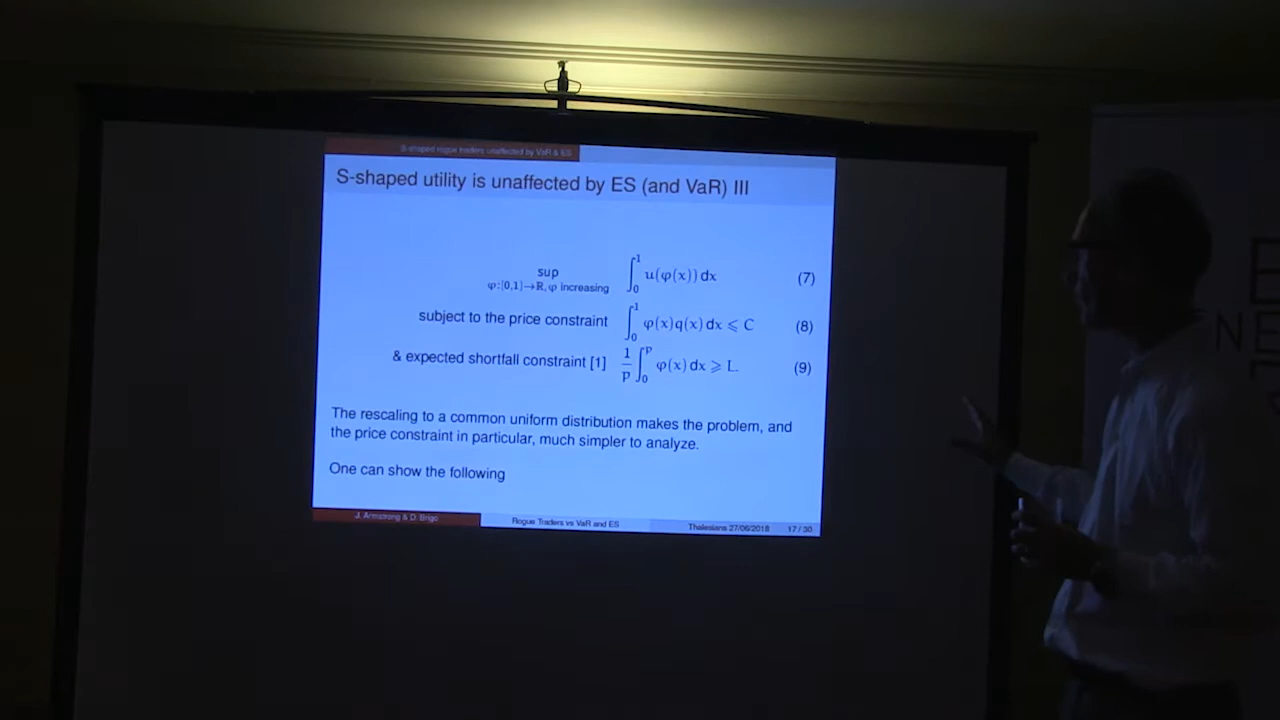 S-shaped rogue traders unaffected by VaR & ES
S-shaped utility is unaffected by ES (and VaR) III
sup ∫₀¹ u(φ(x)) dx (7)
φ:[0,1]→ℝ, φ increasing
subject to the price constraint ∫₀¹ φ(x)q(x) dx ⩽ C (8)
& expected shortfall constraint [1] 1/p ∫₀ᵖ φ(x) dx ⩾ L. (9)
The rescaling to a common uniform distribution makes the problem, and
the price constraint in particular, much simpler to analyze.
One can show the following
J. Armstrong & D. Brigo Rogue Traders vs VaR and ES Thalesians 27/06/2018 17 / 30
NE